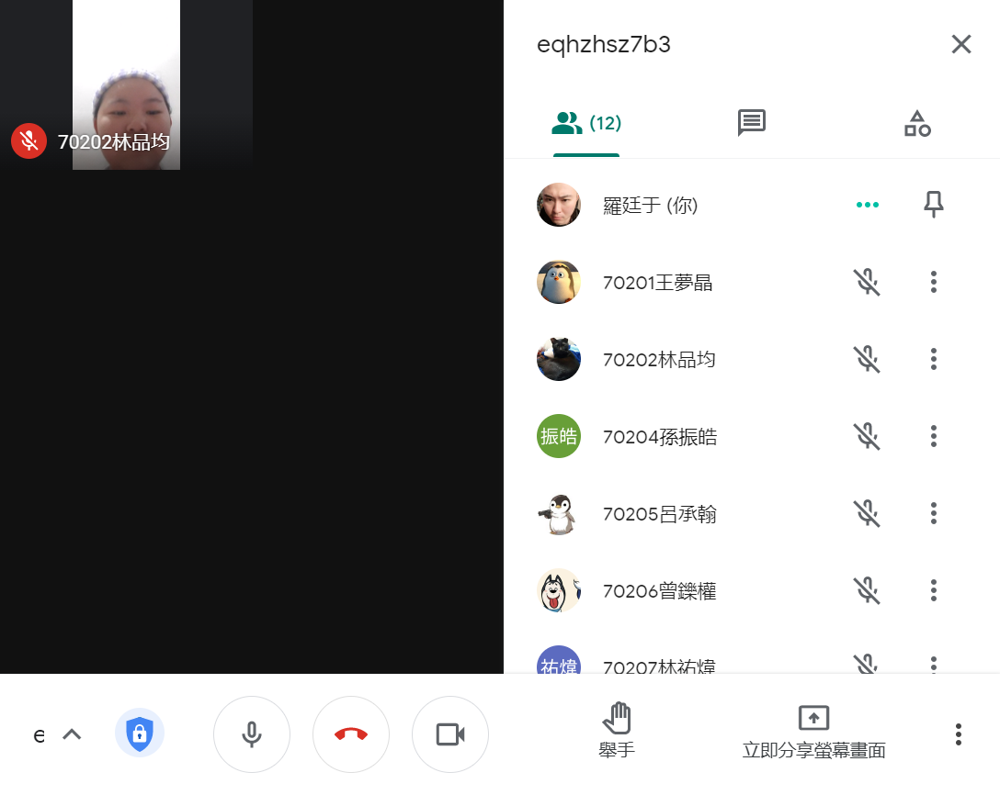 70202林品均
eqhzhsz7b3
(12)
羅廷于 (你)
70201王夢晶
70202林品均
振皓
70204孫振皓
70205呂承翰
70206曾鑠權
祐煒
70207林祐煒
e
舉手
立即分享螢幕畫面